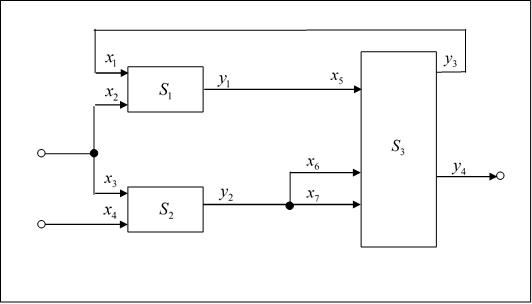 x₁
y₃
x₂
S₁
y₁
x₅
S₃
x₆
y₄
x₃
x₄
S₂
y₂
x₇